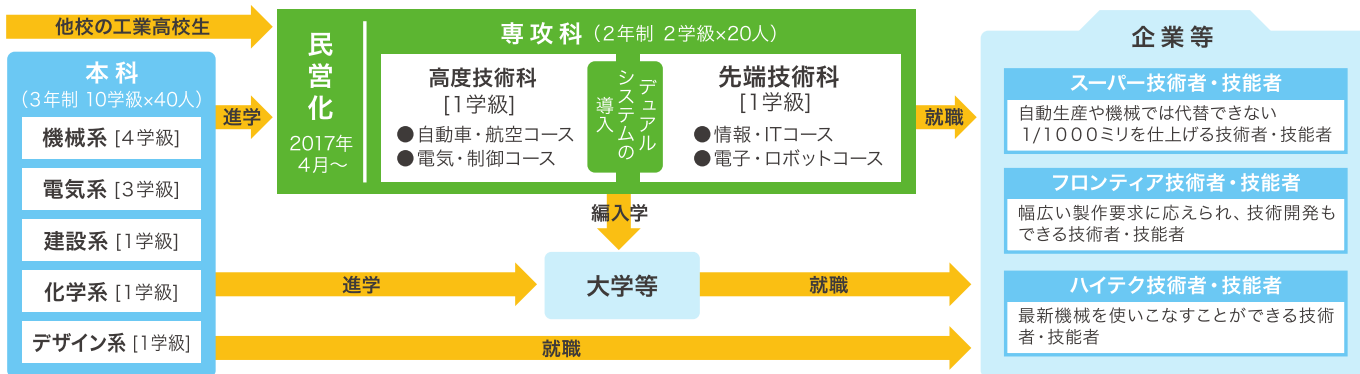 他校の工業高校生
本科
（3年制 10学級×40人）
機械系 [4学級]
電気系 [3学級]
建設系 [1学級]
化学系 [1学級]
デザイン系 [1学級]
進学
民営化
2017年
4月〜
専攻科（2年制 2学級×20人）
高度技術科
[1学級]
●自動車・航空コース
●電気・制御コース
デュアル
システムの
導入
先端技術科
[1学級]
●情報・ITコース
●電子・ロボットコース
就職
編入学
進学
大学等
就職
就職
企業等
スーパー技術者・技能者
自動生産や機械では代替できない
1/1000ミリを仕上げる技術者・技能者
フロンティア技術者・技能者
幅広い製作要求に応えられ、技術開発も
できる技術者・技能者
ハイテク技術者・技能者
最新機械を使いこなすことができる技術
者・技能者